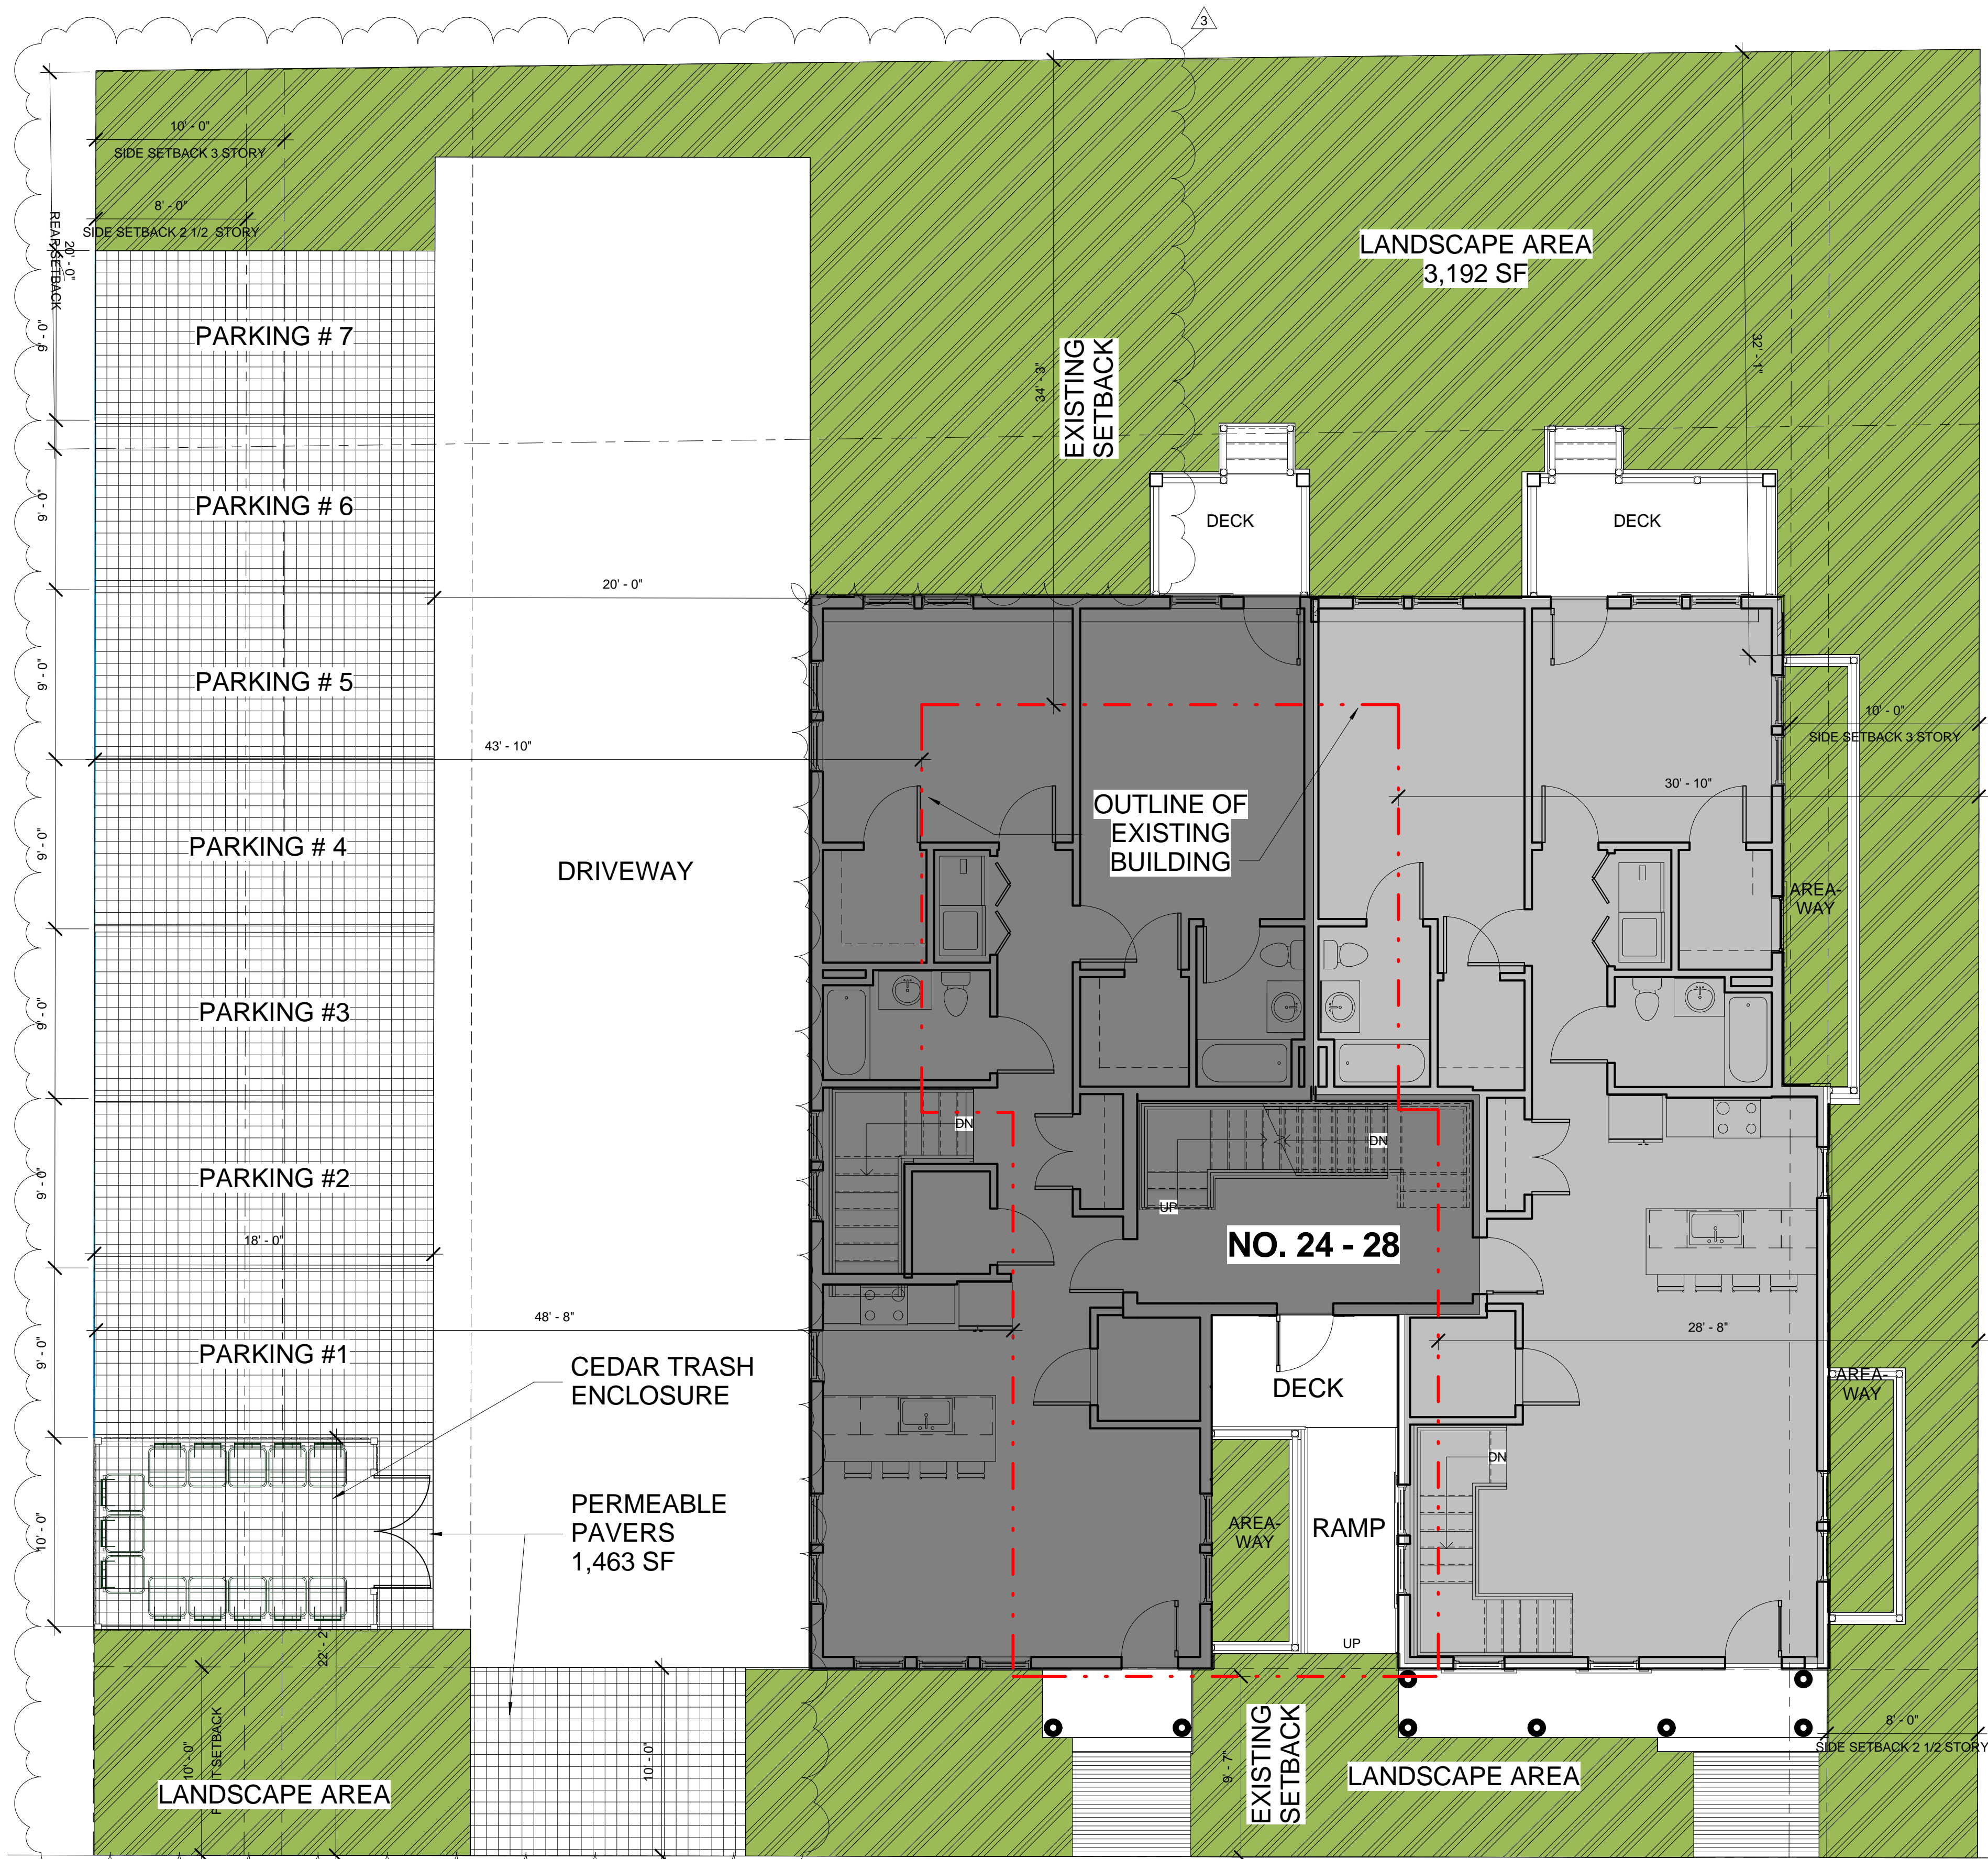 3
10' - 0"
SIDE SETBACK 3 STORY
8' - 0"
SIDE SETBACK 2 1/2 STORY
20' - 0"
REAR SETBACK
LANDSCAPE AREA
3,192 SF
9' - 0"
PARKING # 7
EXISTING
SETBACK
34' - 3"
32' - 1"
9' - 0"
PARKING # 6
DECK
DECK
20' - 0"
9' - 0"
PARKING # 5
43' - 10"
10' - 0"
SIDE SETBACK 3 STORY
30' - 10"
OUTLINE OF
EXISTING
BUILDING
9' - 0"
PARKING # 4
DRIVEWAY
AREA-
WAY
9' - 0"
PARKING #3
DN
DN
9' - 0"
PARKING #2
UP
18' - 0"
NO. 24 - 28
48' - 8"
28' - 8"
9' - 0"
PARKING #1
CEDAR TRASH
ENCLOSURE
DECK
AREA-
WAY
DN
10' - 0"
PERMEABLE
PAVERS
1,463 SF
AREA-
WAY
RAMP
UP
22' - 2"
10' - 0"
SETBACK
10' - 0"
9' - 7"
EXISTING
SETBACK
8' - 0"
SIDE SETBACK 2 1/2 STORY
LANDSCAPE AREA
LANDSCAPE AREA